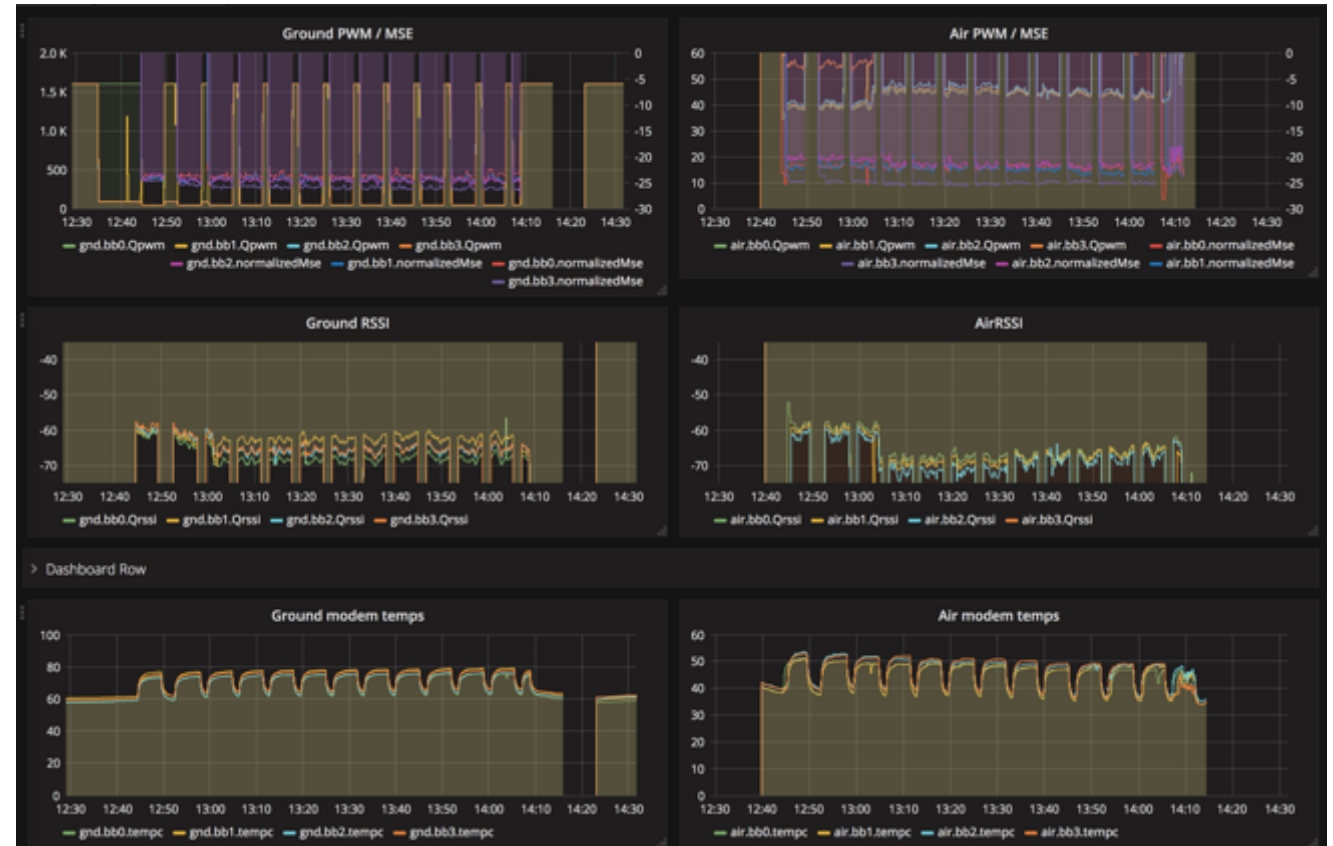 Ground PWM / MSE
2.0 K
1.5 K
1.0 K
500
0
0
-5
-10
-15
-20
-25
-30
12:30 12:40 12:50 13:00 13:10 13:20 13:30 13:40 13:50 14:00 14:10 14:20 14:30
gnd.bb0.Qpwm gnd.bb1.Qpwm gnd.bb2.Qpwm gnd.bb3.Qpwm
gnd.bb2.normalizedMse gnd.bb1.normalizedMse gnd.bb0.normalizedMse
gnd.bb3.normalizedMse
Air PWM / MSE
60
50
40
30
20
10
0
0
-5
-10
-15
-20
-25
-30
12:30 12:40 12:50 13:00 13:10 13:20 13:30 13:40 13:50 14:00 14:10 14:20 14:30
air.bb0.Qpwm air.bb1.Qpwm air.bb2.Qpwm air.bb3.Qpwm air.bb0.normalizedMse
air.bb3.normalizedMse air.bb2.normalizedMse air.bb1.normalizedMse
Ground RSSI
-40
-50
-60
-70
12:30 12:40 12:50 13:00 13:10 13:20 13:30 13:40 13:50 14:00 14:10 14:20 14:30
gnd.bb0.Qrssi gnd.bb1.Qrssi gnd.bb2.Qrssi gnd.bb3.Qrssi
AirRSSI
-40
-50
-60
-70
12:30 12:40 12:50 13:00 13:10 13:20 13:30 13:40 13:50 14:00 14:10 14:20 14:30
air.bb0.Qrssi air.bb1.Qrssi air.bb2.Qrssi air.bb3.Qrssi
> Dashboard Row
Ground modem temps
100
80
60
40
20
0
12:30 12:40 12:50 13:00 13:10 13:20 13:30 13:40 13:50 14:00 14:10 14:20 14:30
gnd.bb0.tempc gnd.bb1.tempc gnd.bb2.tempc gnd.bb3.tempc
Air modem temps
60
50
40
30
20
10
0
12:30 12:40 12:50 13:00 13:10 13:20 13:30 13:40 13:50 14:00 14:10 14:20 14:30
air.bb0.tempc air.bb1.tempc air.bb2.tempc air.bb3.tempc